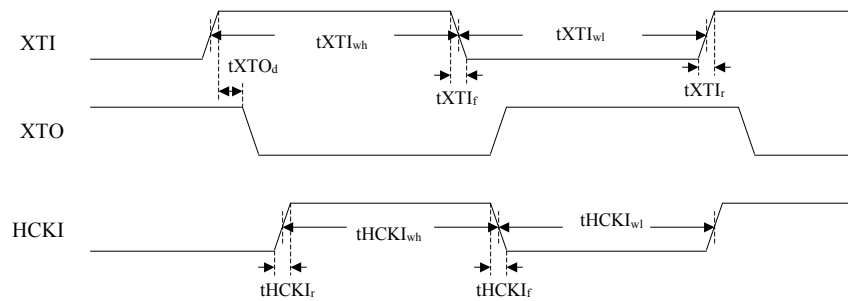 XTI
tXTIwh
tXTIwl
tXTOd
tXTIf
tXTIr
XTO
HCKI
tHCKIwh
tHCKIwl
tHCKIr
tHCKIf